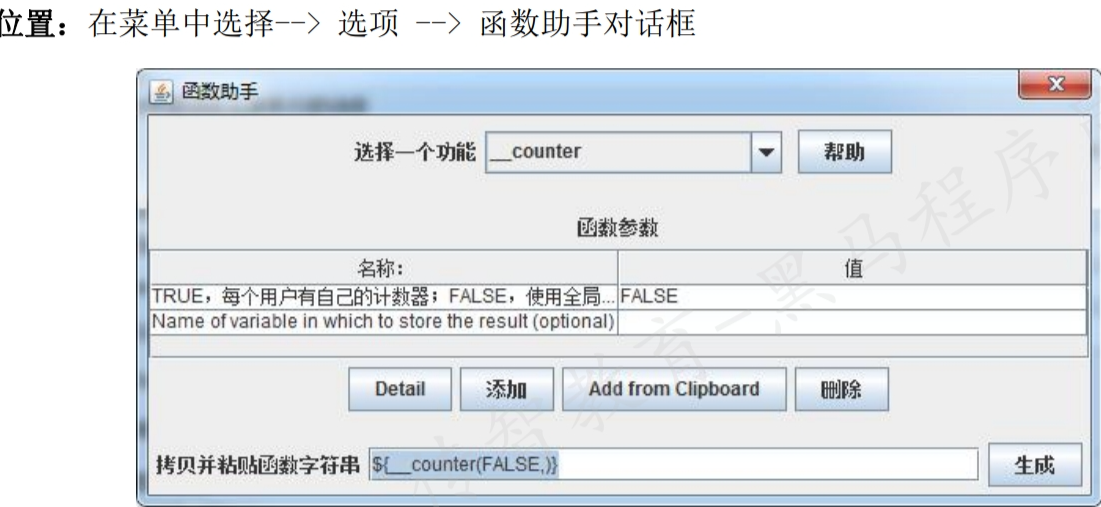 位置：在菜单中选择--> 选项 --> 函数助手对话框
函数助手
选择一个功能 __counter 帮助
函数参数
名称: 值
TRUE，每个用户有自己的计数器；FALSE，使用全局... FALSE
Name of variable in which to store the result (optional)
Detail 添加 Add from Clipboard 删除
拷贝并粘贴函数字符串 ${__counter(FALSE,)} 生成
传智教育-黑马程序